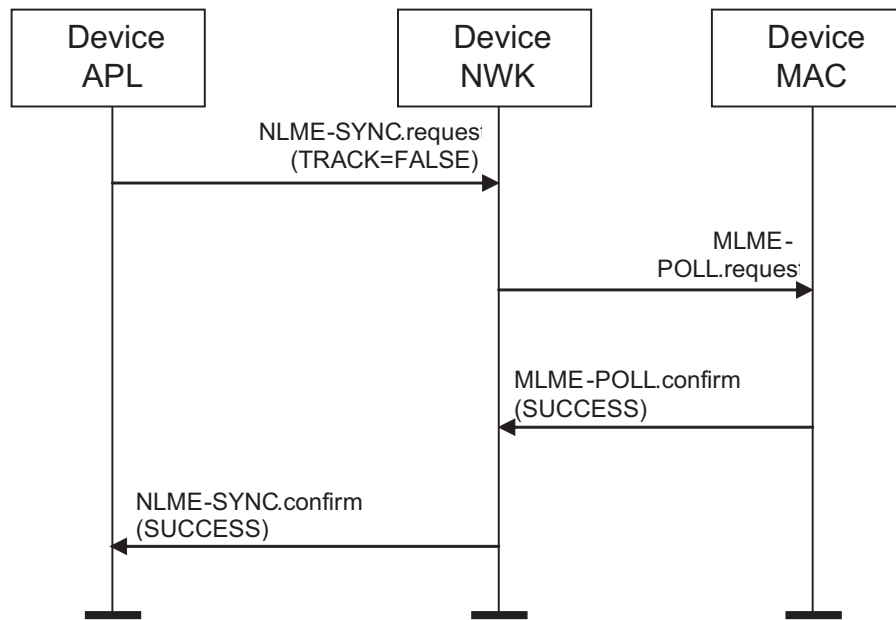 Device
APL
Device
NWK
Device
MAC
NLME-SYNC.request
(TRACK=FALSE)
MLME-
POLL.request
MLME-POLL.confirm
(SUCCESS)
NLME-SYNC.confirm
(SUCCESS)